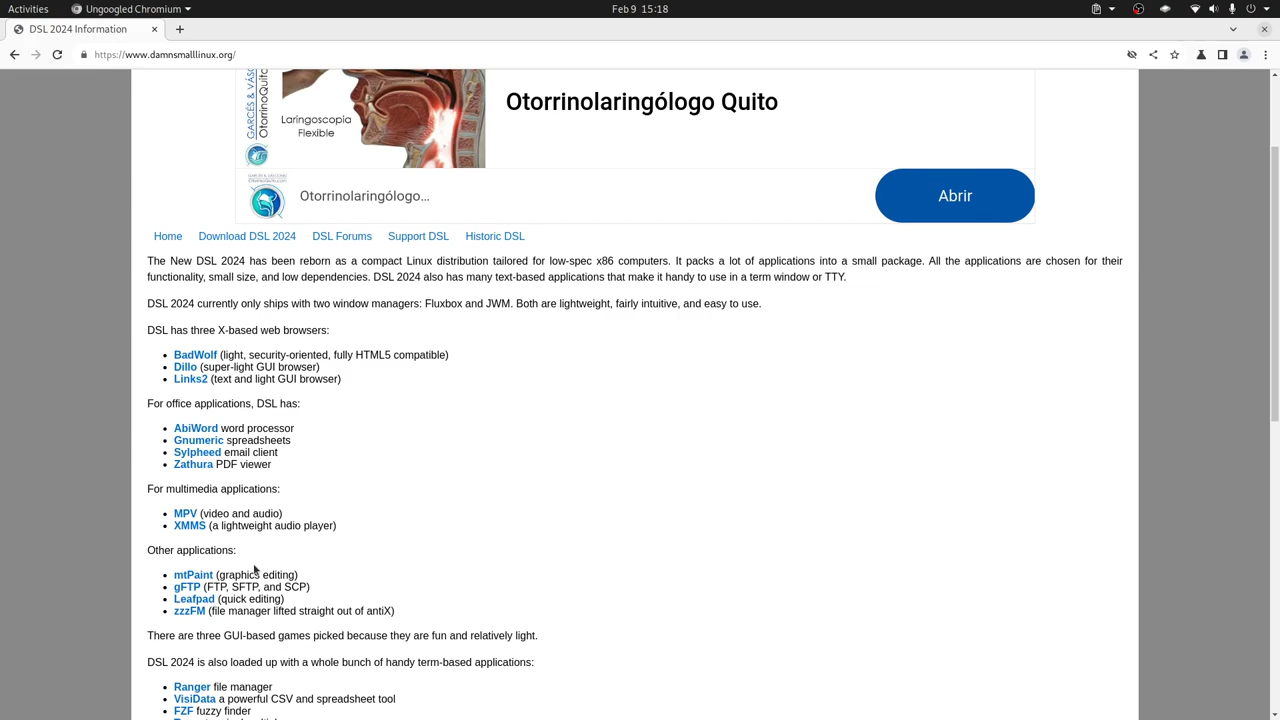 Activities
Ungoogled Chromium
Feb 9 15:18
DSL 2024 Information
https://www.damnsmalllinux.org/
GARCÉS & VÁSC
OtorrinoQuito
Laringoscopia
Flexible
Otorrinolaringólogo Quito
Otorrinolaringólogo…
Abrir
Home Download DSL 2024 DSL Forums Support DSL Historic DSL
The New DSL 2024 has been reborn as a compact Linux distribution tailored for low-spec x86 computers. It packs a lot of applications into a small package. All the applications are chosen for their
functionality, small size, and low dependencies. DSL 2024 also has many text-based applications that make it handy to use in a term window or TTY.
DSL 2024 currently only ships with two window managers: Fluxbox and JWM. Both are lightweight, fairly intuitive, and easy to use.
DSL has three X-based web browsers:
BadWolf (light, security-oriented, fully HTML5 compatible)
Dillo (super-light GUI browser)
Links2 (text and light GUI browser)
For office applications, DSL has:
AbiWord word processor
Gnumeric spreadsheets
Sylpheed email client
Zathura PDF viewer
For multimedia applications:
MPV (video and audio)
XMMS (a lightweight audio player)
Other applications:
mtPaint (graphics editing)
gFTP (FTP, SFTP, and SCP)
Leafpad (quick editing)
zzzFM (file manager lifted straight out of antiX)
There are three GUI-based games picked because they are fun and relatively light.
DSL 2024 is also loaded up with a whole bunch of handy term-based applications:
Ranger file manager
VisiData a powerful CSV and spreadsheet tool
FZF fuzzy finder